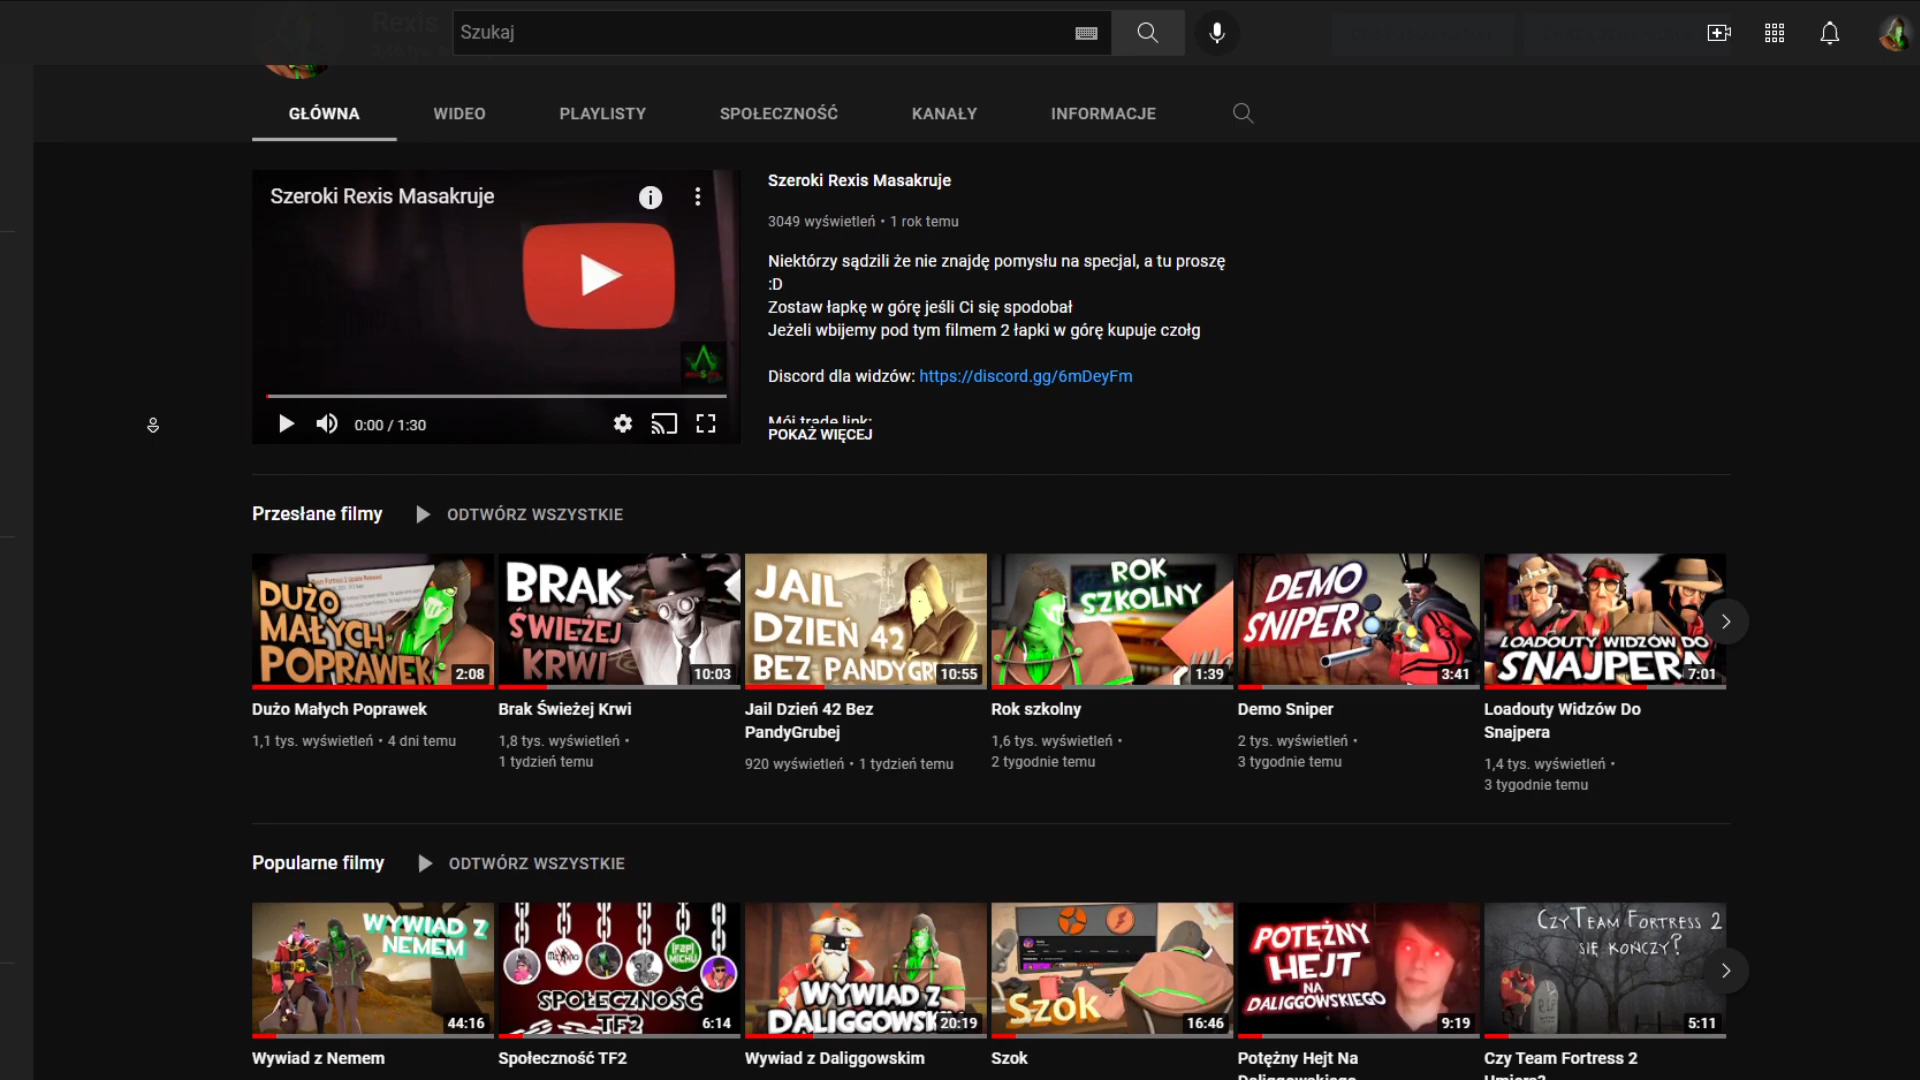 Rexis
Szukaj
GŁÓWNA
WIDEO
PLAYLISTY
SPOŁECZNOŚĆ
KANAŁY
INFORMACJE
Szeroki Rexis Masakruje
0:00 / 1:30
Szeroki Rexis Masakruje
3049 wyświetleń • 1 rok temu
Niektórzy sądzili że nie znajdę pomysłu na specjal, a tu proszę
:D
Zostaw łapkę w górę jeśli Ci się spodobał
Jeżeli wbijemy pod tym filmem 2 łapki w górę kupuje czołg
Discord dla widzów: https://discord.gg/6mDeyFm
Mój trade link:
POKAŻ WIĘCEJ
Przesłane filmy
ODTWÓRZ WSZYSTKIE
DUŻO
MAŁYCH
POPRAWEK
2:08
Dużo Małych Poprawek
1,1 tys. wyświetleń • 4 dni temu
BRAK
ŚWIEŻEJ
KRWI
10:03
Brak Świeżej Krwi
1,8 tys. wyświetleń •
1 tydzień temu
JAIL
DZIEŃ 42
BEZ PANDYGR
10:55
Jail Dzień 42 Bez
PandyGrubej
920 wyświetleń • 1 tydzień temu
ROK
SZKOLNY
1:39
Rok szkolny
1,6 tys. wyświetleń •
2 tygodnie temu
DEMO
SNIPER
3:41
Demo Sniper
2 tys. wyświetleń •
3 tygodnie temu
LOADOUTY WIDZÓW DO
SNAJPERA
7:01
Loadouty Widzów Do
Snajpera
1,4 tys. wyświetleń •
3 tygodnie temu
Popularne filmy
ODTWÓRZ WSZYSTKIE
WYWIAD Z
NEMEM
44:16
Wywiad z Nemem
[F2P]
MICHU
SPOŁECZNOŚĆ
TF2
6:14
Społeczność TF2
WYWIAD Z
DALIGGOWSK
20:19
Wywiad z Daliggowskim
Szok
16:46
Szok
POTĘŻNY
HEJT
NA
DALIGGOWSKIEGO
9:19
Potężny Hejt Na
Daliggowskiego
CZY TEAM FORTRESS 2
SIĘ KOŃCZY?
5:11
Czy Team Fortress 2
Umiera?